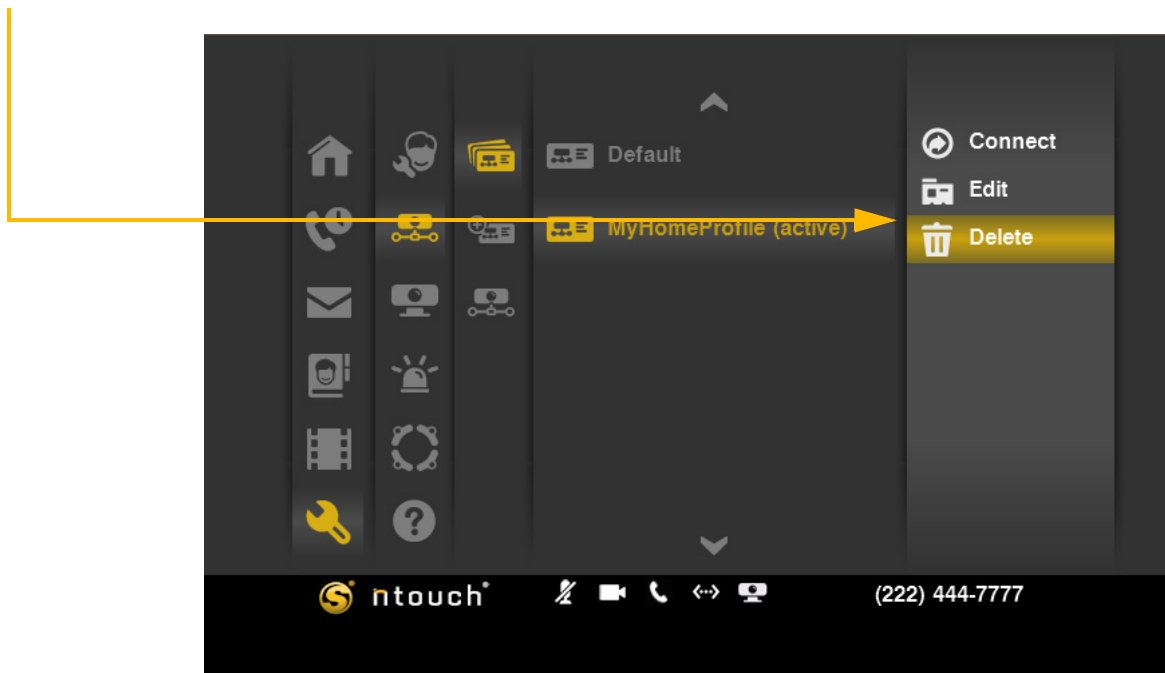 Default
MyHomeProfile (active)
Connect
Edit
Delete
ntouch
(222) 444-7777